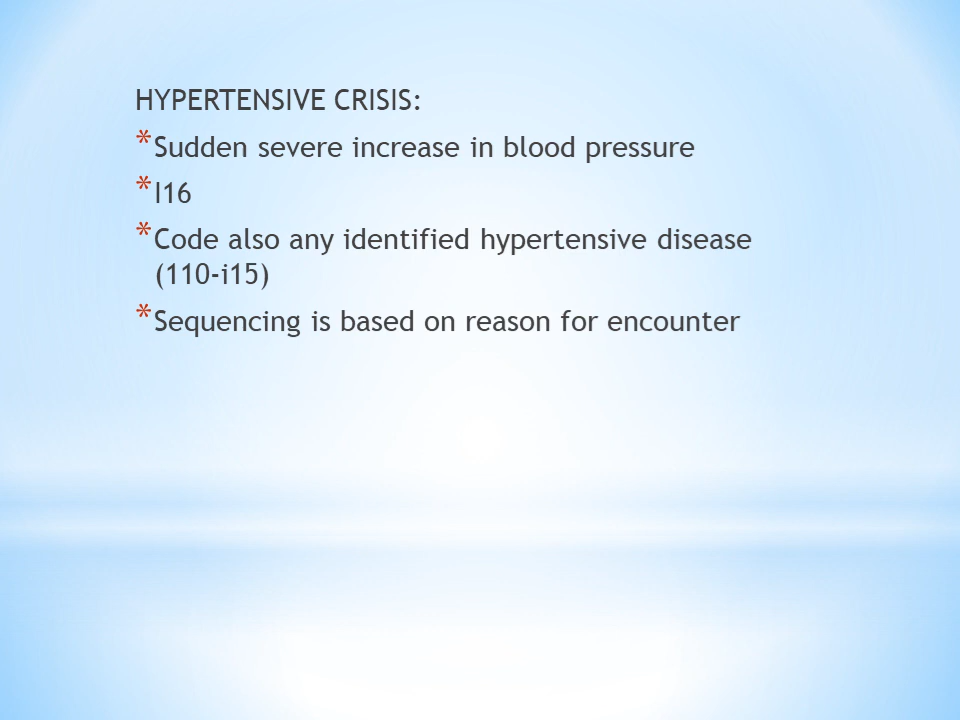 HYPERTENSIVE CRISIS:
* Sudden severe increase in blood pressure
* I16
* Code also any identified hypertensive disease
(110-i15)
* Sequencing is based on reason for encounter